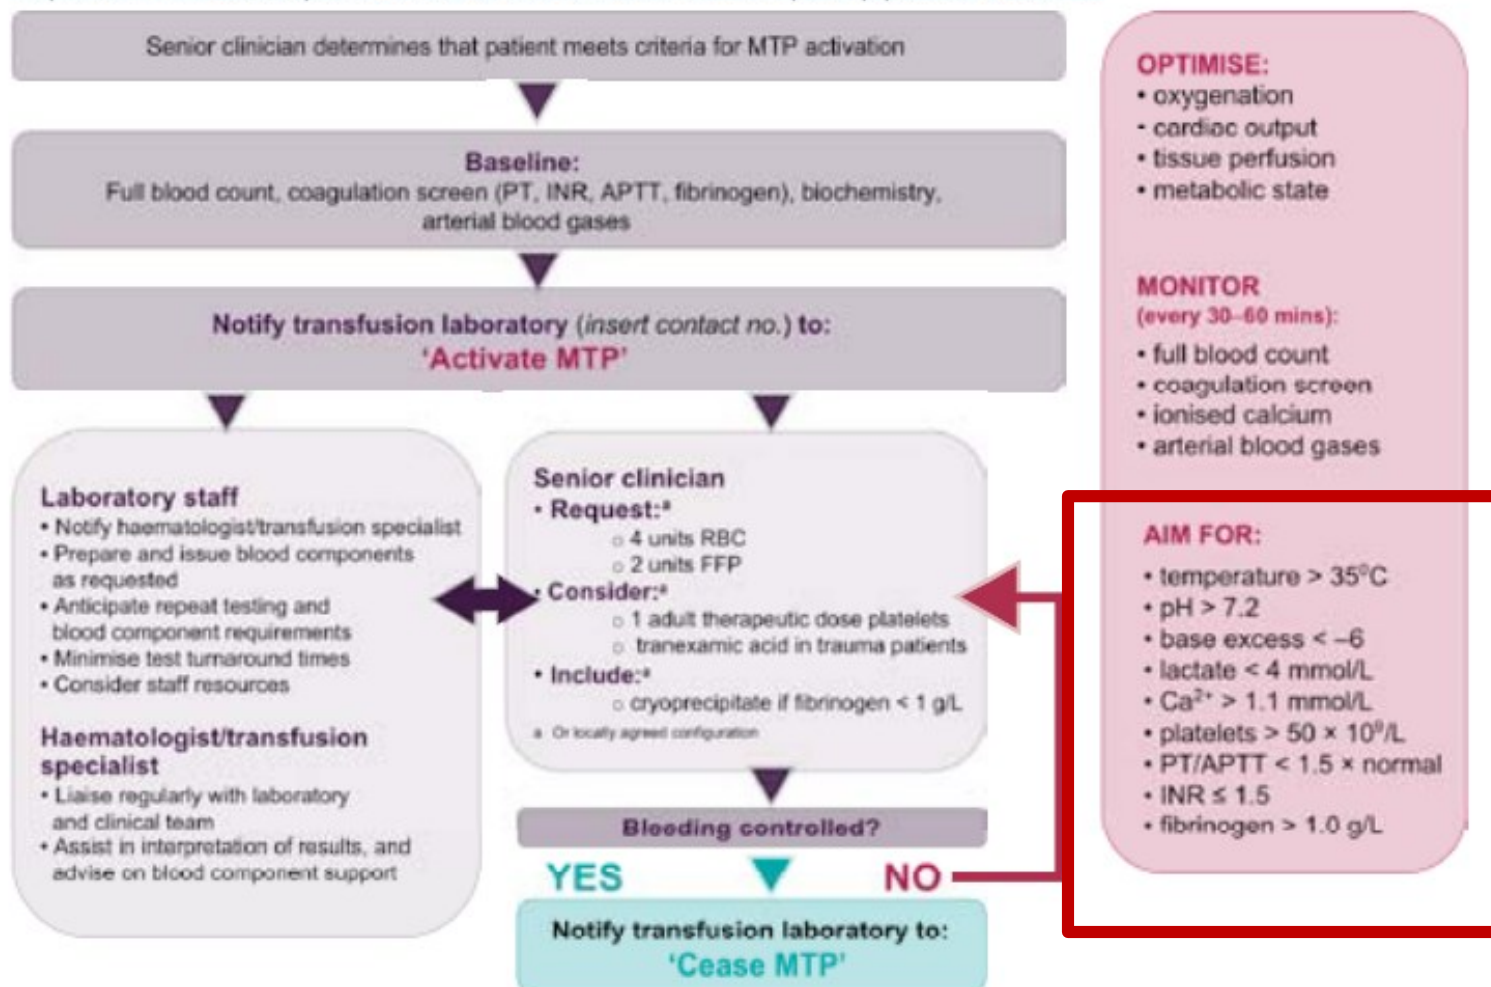 Senior clinician determines that patient meets criteria for MTP activation
Baseline:
Full blood count, coagulation screen (PT, INR, APTT, fibrinogen), biochemistry,
arterial blood gases
Notify transfusion laboratory (insert contact no.) to:
‘Activate MTP’
Laboratory staff
• Notify haematologist/transfusion specialist
• Prepare and issue blood components
as requested
• Anticipate repeat testing and
blood component requirements
• Minimise test turnaround times
• Consider staff resources
Haematologist/transfusion
specialist
• Liaise regularly with laboratory
and clinical team
• Assist in interpretation of results, and
advise on blood component support
Senior clinician
• Request:ᵃ
○ 4 units RBC
○ 2 units FFP
• Consider:ᵃ
○ 1 adult therapeutic dose platelets
○ tranexamic acid in trauma patients
• Include:ᵃ
○ cryoprecipitate if fibrinogen < 1 g/L
a Or locally agreed configuration
Bleeding controlled?
YES NO
Notify transfusion laboratory to:
‘Cease MTP’
OPTIMISE:
• oxygenation
• cardiac output
• tissue perfusion
• metabolic state
MONITOR
(every 30–60 mins):
• full blood count
• coagulation screen
• ionised calcium
• arterial blood gases
AIM FOR:
• temperature > 35⁰C
• pH > 7.2
• base excess < –6
• lactate < 4 mmol/L
• Ca²⁺ > 1.1 mmol/L
• platelets > 50 × 10⁹/L
• PT/APTT < 1.5 × normal
• INR ≤ 1.5
• fibrinogen > 1.0 g/L